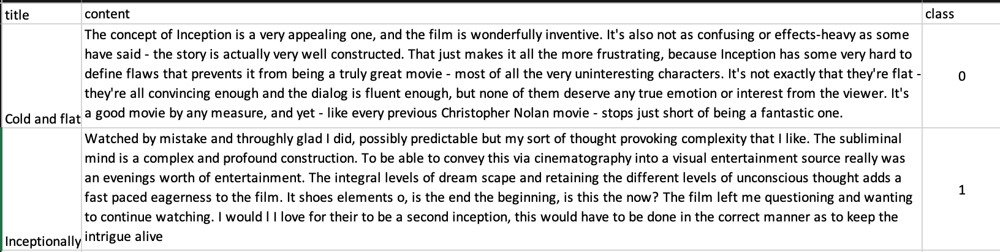 title content class
The concept of Inception is a very appealing one, and the film is wonderfully inventive. It's also not as confusing or effects-heavy as some
have said - the story is actually very well constructed. That just makes it all the more frustrating, because Inception has some very hard to
define flaws that prevents it from being a truly great movie - most of all the very uninteresting characters. It's not exactly that they're flat -
they're all convincing enough and the dialog is fluent enough, but none of them deserve any true emotion or interest from the viewer. It's
a good movie by any measure, and yet - like every previous Christopher Nolan movie - stops just short of being a fantastic one.
Cold and flat
0
Watched by mistake and throughly glad I did, possibly predictable but my sort of thought provoking complexity that I like. The subliminal
mind is a complex and profound construction. To be able to convey this via cinematography into a visual entertainment source really was
an evenings worth of entertainment. The integral levels of dream scape and retaining the different levels of unconscious thought adds a
fast paced eagerness to the film. It shoes elements o, is the end the beginning, is this the now? The film left me questioning and wanting
to continue watching. I would l I love for their to be a second inception, this would have to be done in the correct manner as to keep the
intrigue alive
Inceptionally
1